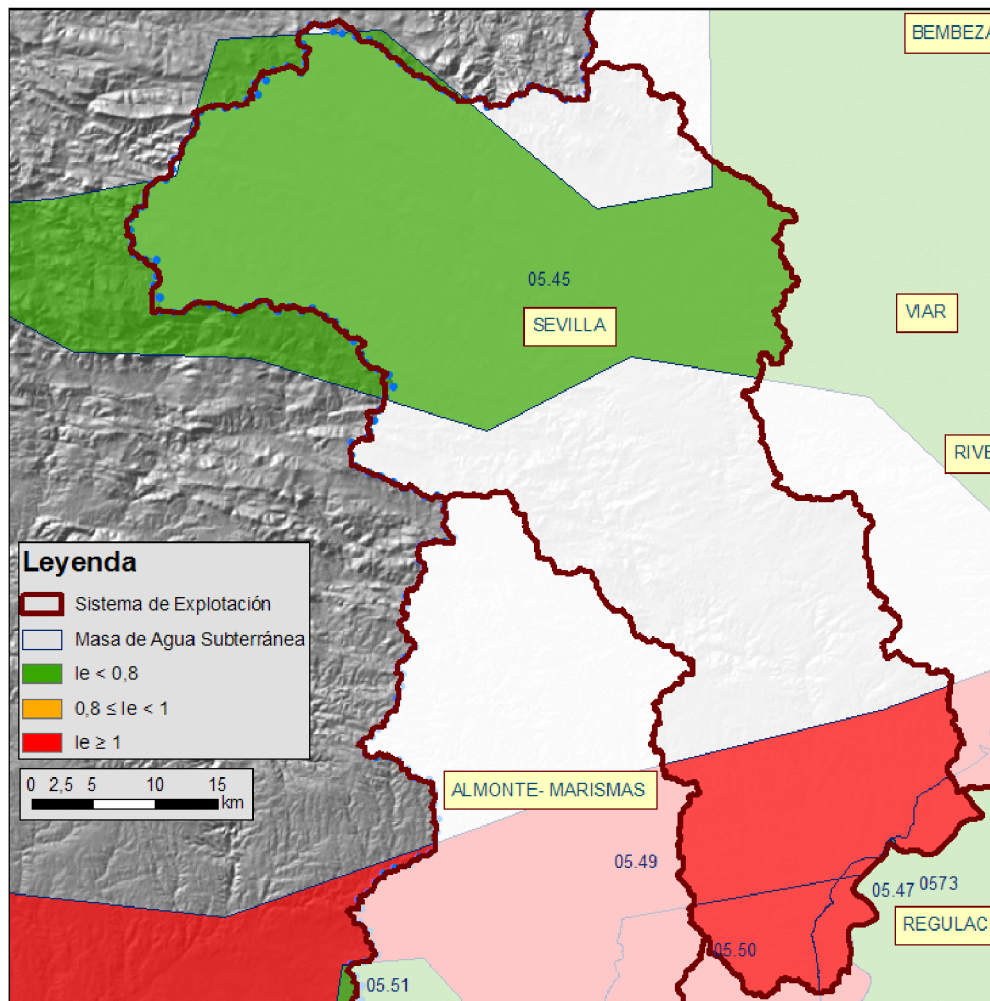 BEMBEZA
05.45
SEVILLA
VIAR
RIVE
Leyenda
Sistema de Explotación
Masa de Agua Subterránea
Ie < 0,8
0,8 ≤ Ie < 1
Ie ≥ 1
0 2,5 5 10 15
km
ALMONTE- MARISMAS
05.49
05.47 0573
REGULAC
05.50
05.51